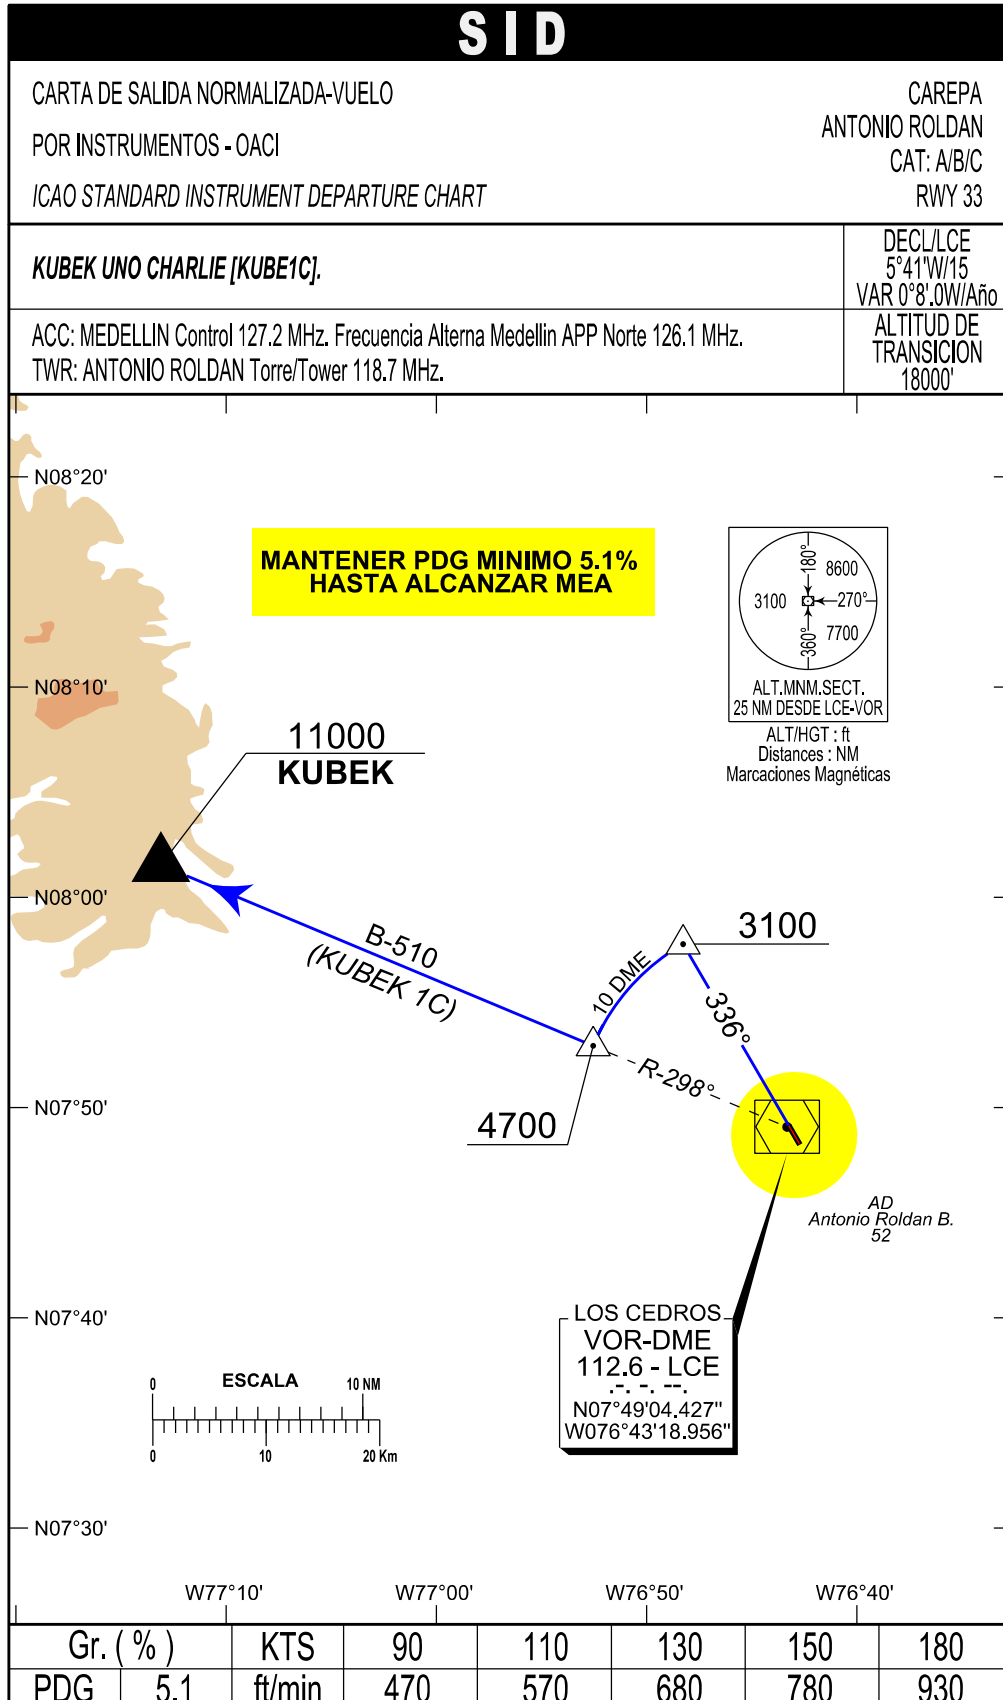 SID
CARTA DE SALIDA NORMALIZADA-VUELO
POR INSTRUMENTOS - OACI
ICAO STANDARD INSTRUMENT DEPARTURE CHART
CAREPA
ANTONIO ROLDAN
CAT: A/B/C
RWY 33
KUBEK UNO CHARLIE [KUBE1C].
DECL/LCE
5°41'W/15
VAR 0°8'.0W/Año
ACC: MEDELLIN Control 127.2 MHz. Frecuencia Alterna Medellin APP Norte 126.1 MHz.
TWR: ANTONIO ROLDAN Torre/Tower 118.7 MHz.
ALTITUD DE
TRANSICION
18000'
N08°20'
MANTENER PDG MINIMO 5.1%
HASTA ALCANZAR MEA
180°
8600
3100
270°
360°
7700
ALT.MNM.SECT.
25 NM DESDE LCE-VOR
ALT/HGT : ft
Distances : NM
Marcaciones Magnéticas
N08°10'
11000
KUBEK
N08°00'
B-510
(KUBEK 1C)
3100
10 DME
336°
R-298°
4700
N07°50'
AD
Antonio Roldan B.
52
N07°40'
LOS CEDROS
VOR-DME
112.6 - LCE
.-.. -.-. .
N07°49'04.427"
W076°43'18.956"
ESCALA
0 10 NM
0 10 20 Km
N07°30'
W77°10' W77°00' W76°50' W76°40'
Gr. ( % ) KTS 90 110 130 150 180
PDG 5.1 ft/min 470 570 680 780 930